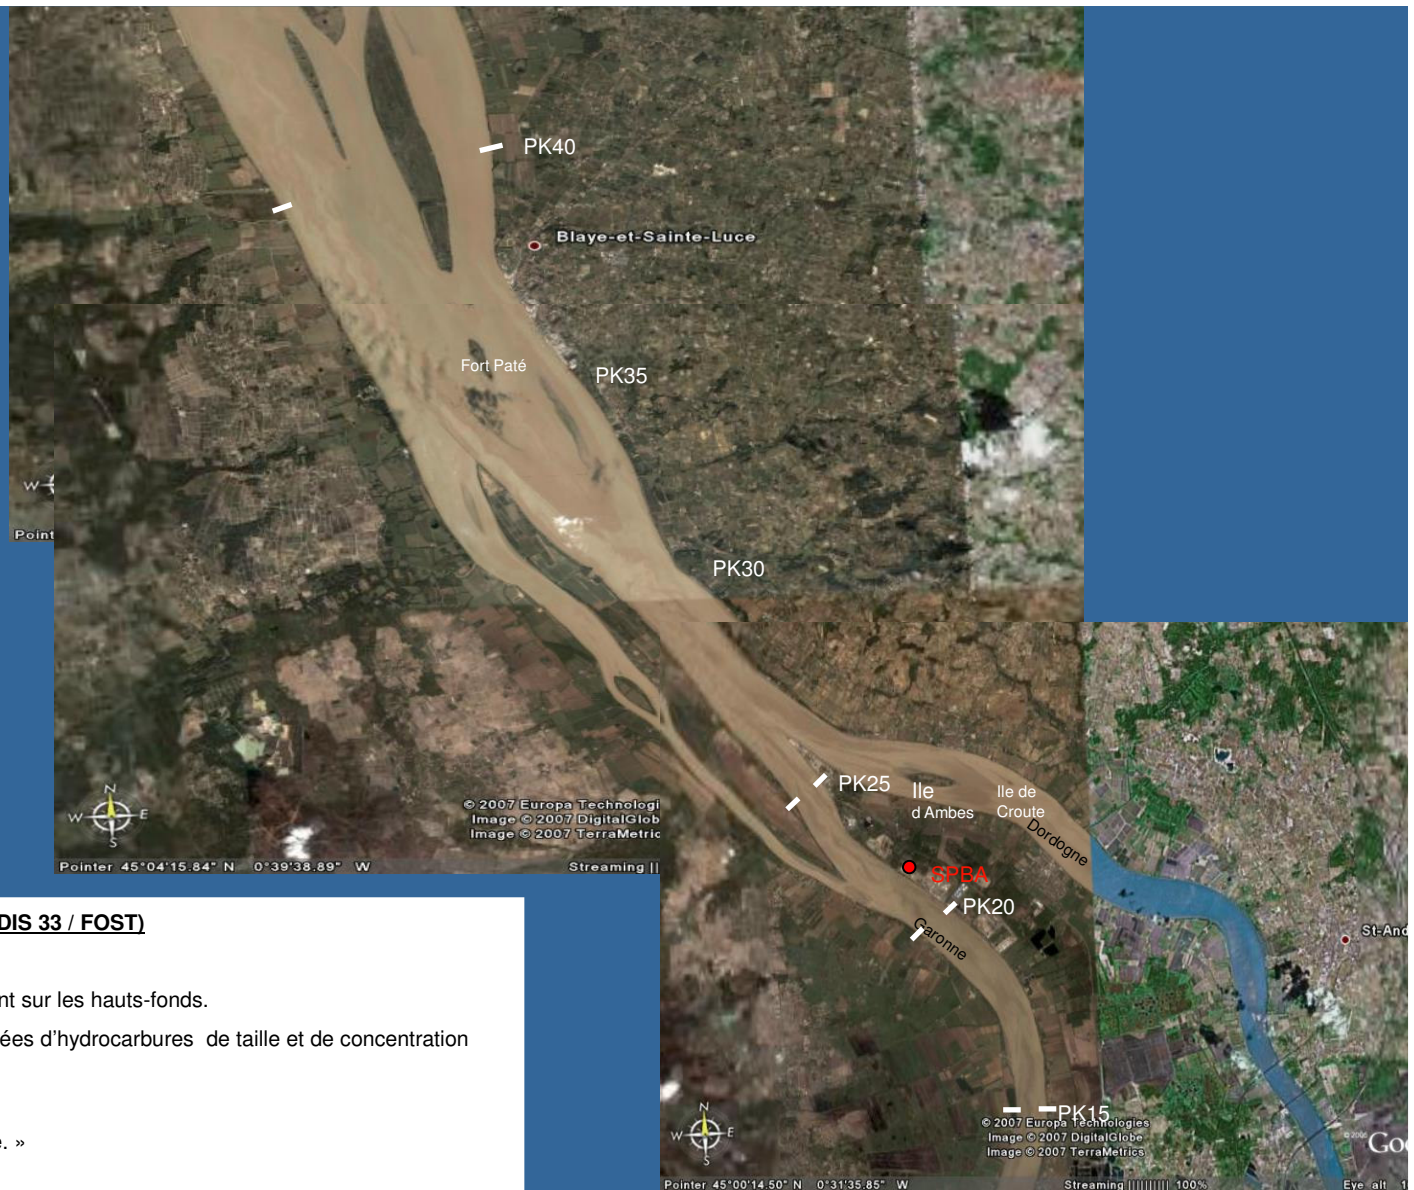 PK40
Blaye-et-Sainte-Luce
Fort Paté
PK35
W
Point
PK30
N
W E
S
© 2007 Europa Technologi
Image © 2007 DigitalGlob
Image © 2007 TerraMetric
Pointer 45°04'15.84" N 0°39'38.89" W Streaming ||
PK25
Ile
d Ambes
Ile de
Croute
Dordogne
SPBA
PK20
Garonne
St-And
DIS 33 / FOST)
nt sur les hauts-fonds.
ées d’hydrocarbures de taille et de concentration
e. »
PK15
© 2007 Europa Technologies
Image © 2007 DigitalGlobe
Image © 2007 TerraMetrics
N
W E
S
Goo
Pointer 45°00'14.50" N 0°31'35.85" W Streaming ||||||||| 100% Eye alt 1